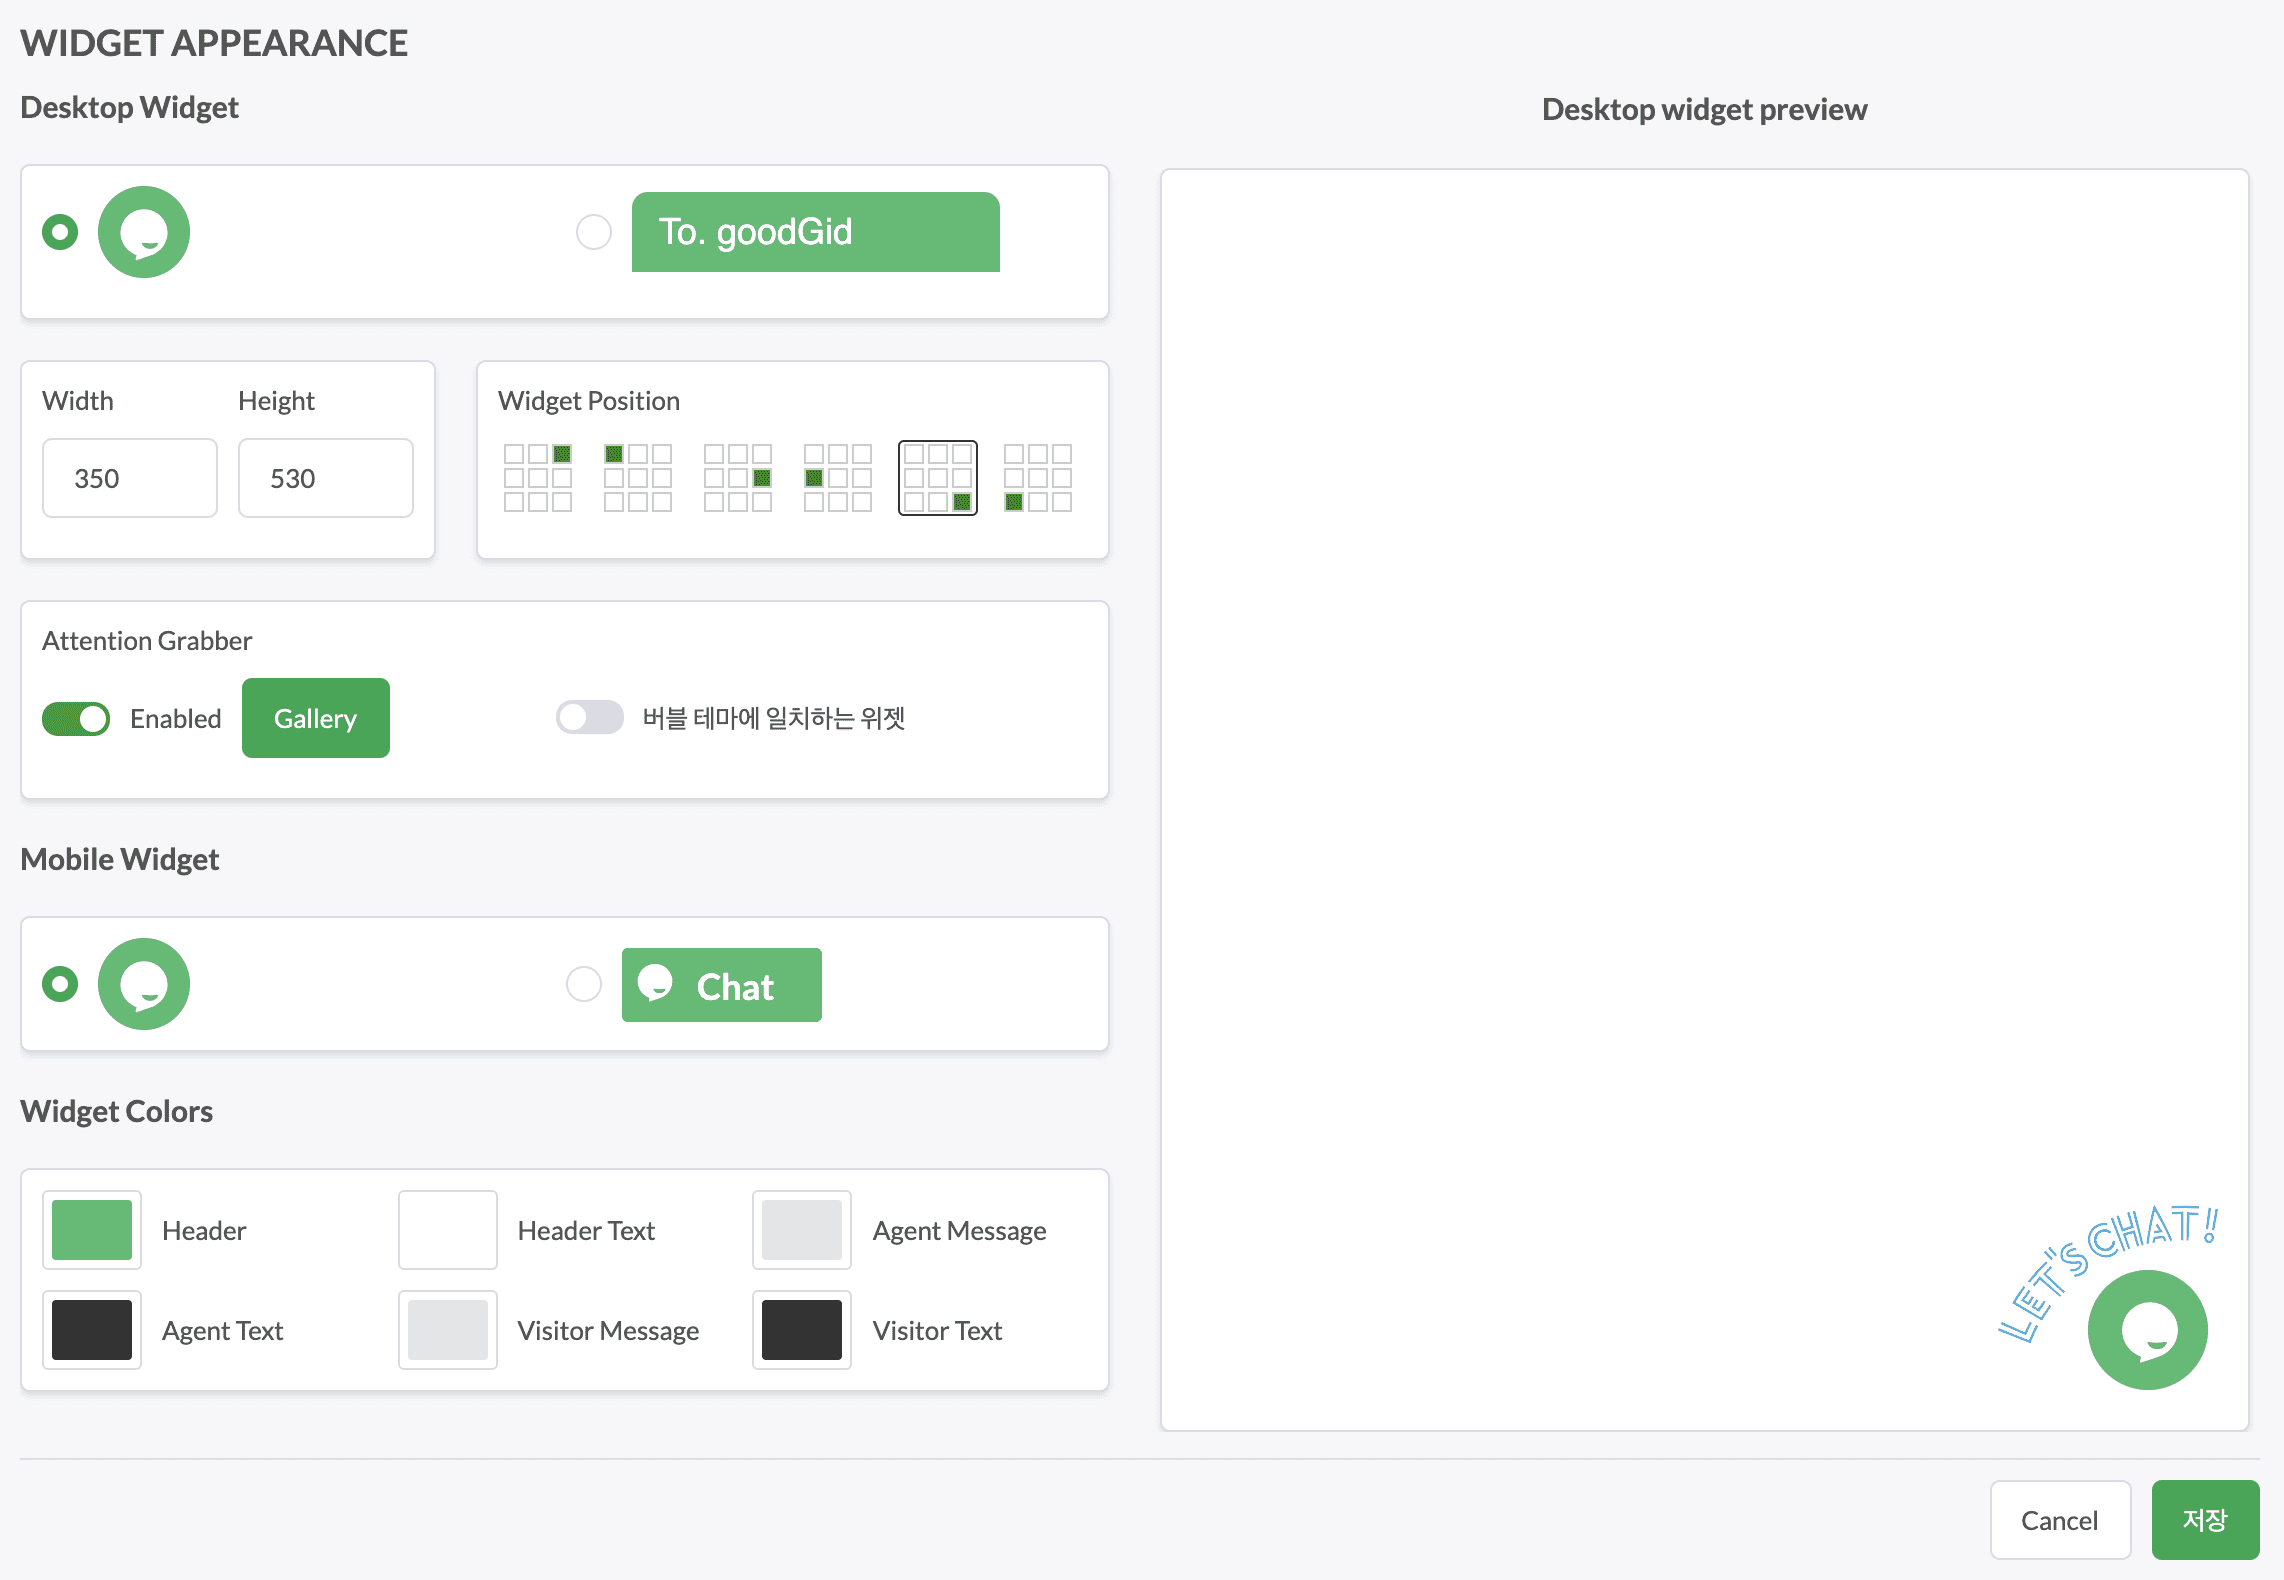 WIDGET APPEARANCE
Desktop Widget
Desktop widget preview
To. goodGid
Width
Height
Widget Position
350
530
Attention Grabber
Enabled
Gallery
버블 테마에 일치하는 위젯
Mobile Widget
Chat
Widget Colors
Header
Header Text
Agent Message
Agent Text
Visitor Message
Visitor Text
LET'S CHAT!
Cancel
저장